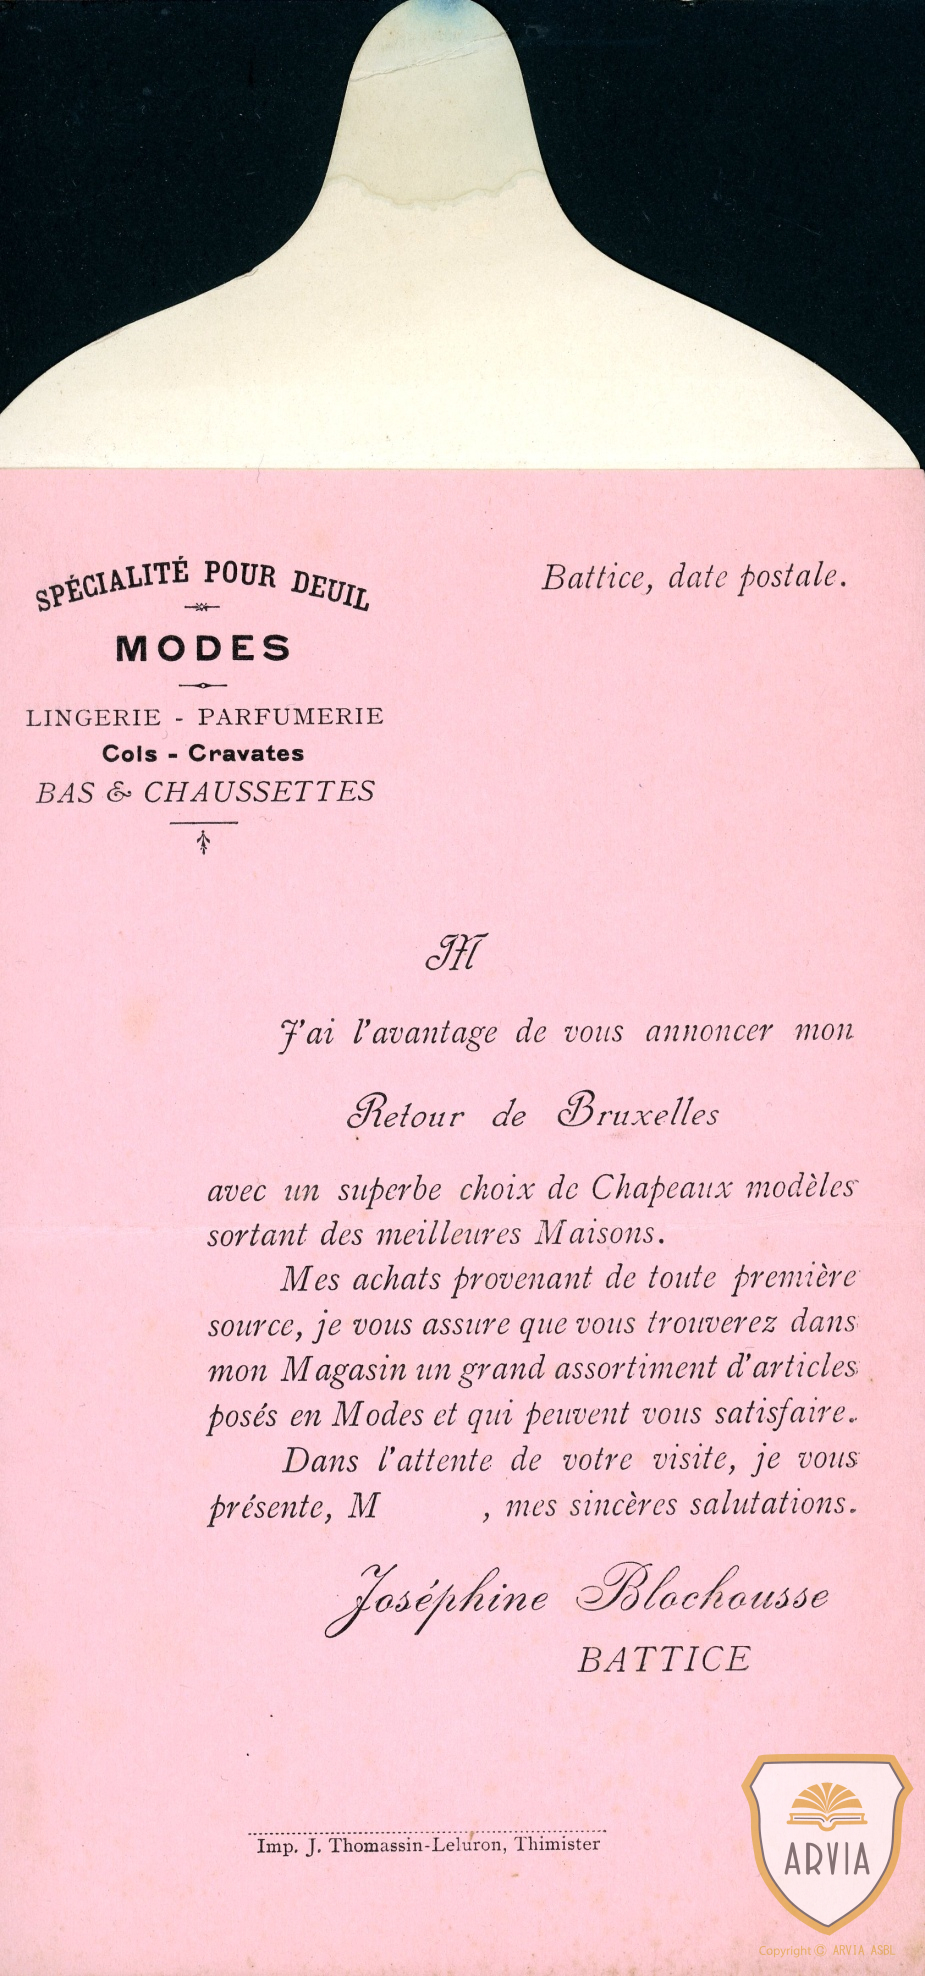 SPÉCIALITÉ POUR DEUIL
MODES
LINGERIE - PARFUMERIE
Cols - Cravates
BAS & CHAUSSETTES
Battice, date postale.
M
J'ai l'avantage de vous annoncer mon
Retour de Bruxelles
avec un superbe choix de Chapeaux modèles
sortant des meilleures Maisons.
Mes achats provenant de toute première
source, je vous assure que vous trouverez dans
mon Magasin un grand assortiment d'articles
posés en Modes et qui peuvent vous satisfaire.
Dans l'attente de votre visite, je vous
présente, M , mes sincères salutations.
Joséphine Blochousse
BATTICE
Imp. J. Thomassin-Leluron, Thimister
ARVIA
Copyright © ARVIA ASBL